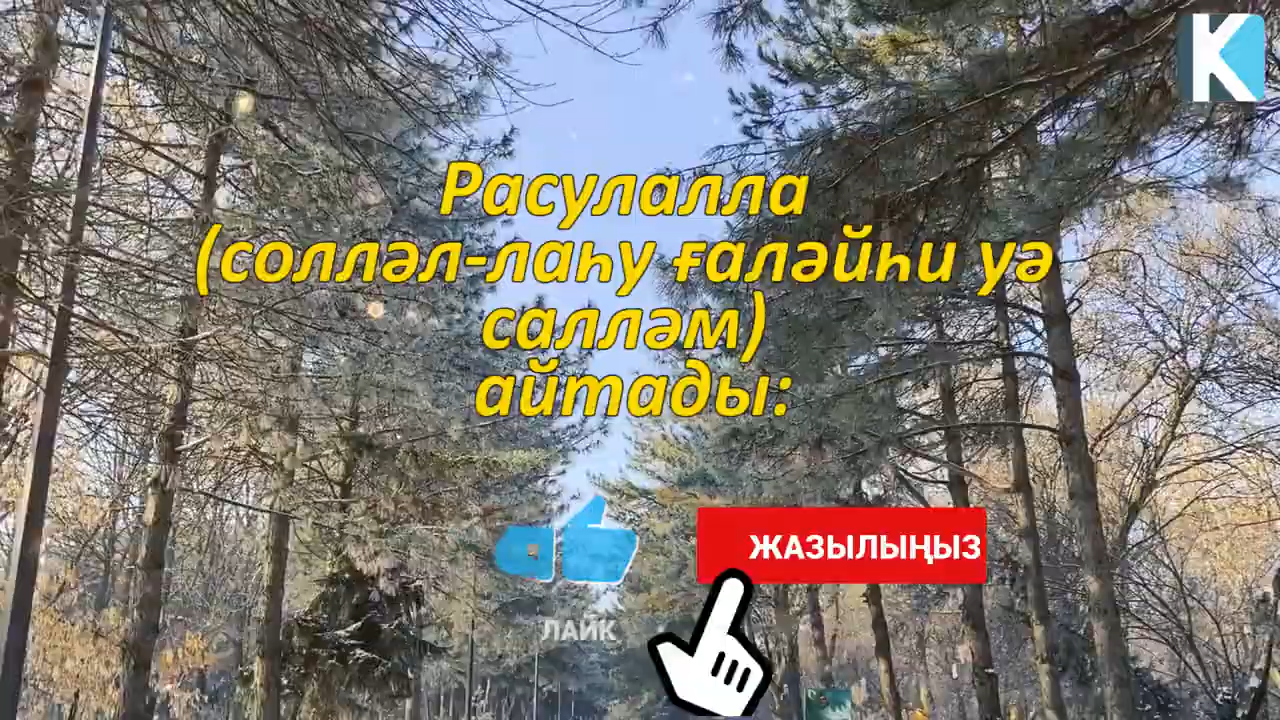 K
Расулалла
(солләл-лаһу ғаләйһи уә
салләм)
айтады:
ЖАЗЫЛЫҢЫЗ
ЛАЙК